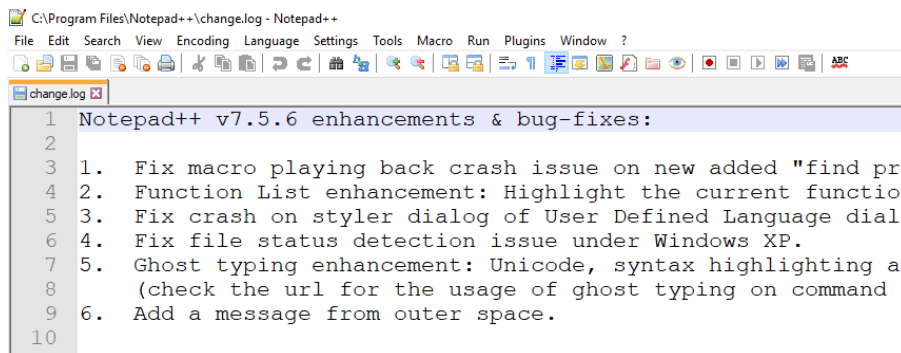 C:\Program Files\Notepad++\change.log - Notepad++
File Edit Search View Encoding Language Settings Tools Macro Run Plugins Window ?
ABC
change.log
1 Notepad++ v7.5.6 enhancements & bug-fixes:
2
3 1. Fix macro playing back crash issue on new added "find pr
4 2. Function List enhancement: Highlight the current functio
5 3. Fix crash on styler dialog of User Defined Language dial
6 4. Fix file status detection issue under Windows XP.
7 5. Ghost typing enhancement: Unicode, syntax highlighting a
8 (check the url for the usage of ghost typing on command
9 6. Add a message from outer space.
10